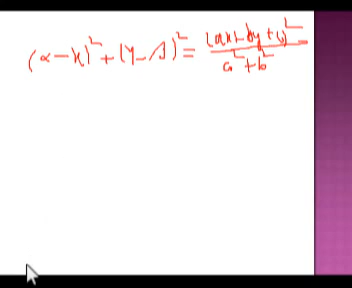 (α-x)²+(y-β)² = (ax+by+c)² / a²+b²